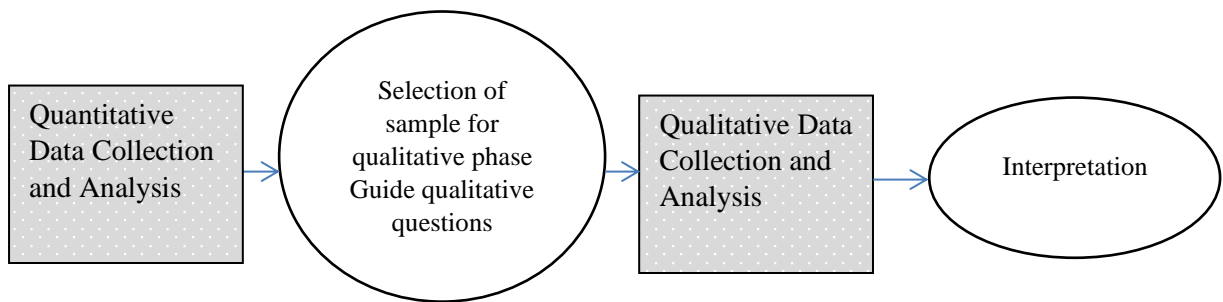 Quantitative
Data Collection
and Analysis
Selection of
sample for
qualitative phase
Guide qualitative
questions
Qualitative Data
Collection and
Analysis
Interpretation